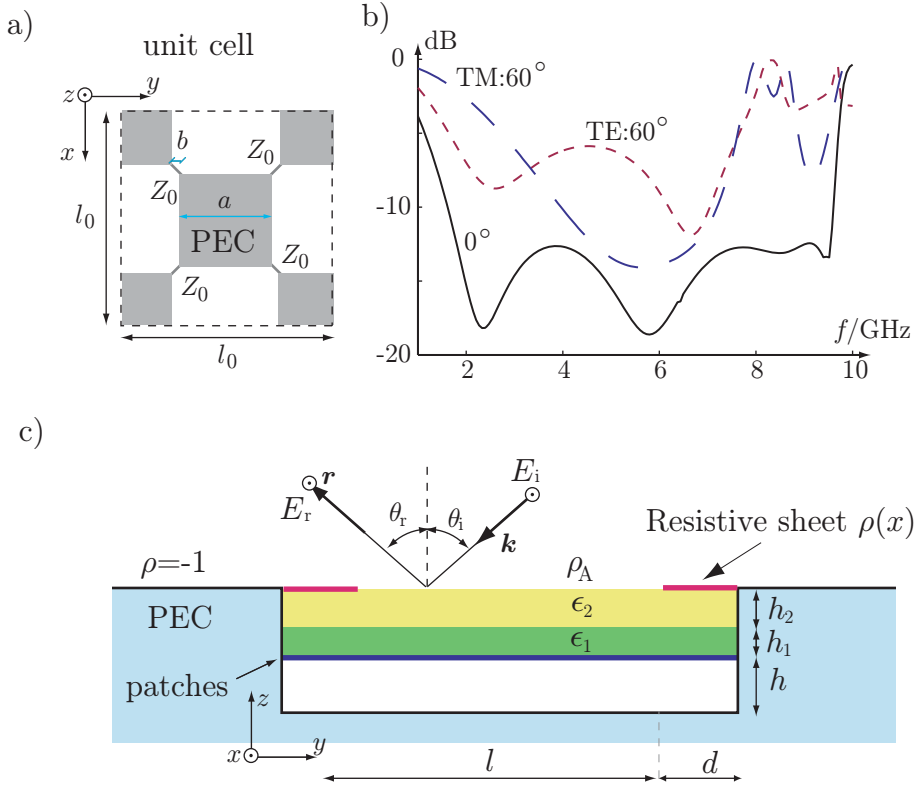 a)
unit cell
z
y
x
b
Z₀
Z₀
a
PEC
Z₀
Z₀
l₀
l₀
b)
dB
0
-10
-20
TM:60°
TE:60°
0°
f/GHz
2
4
6
8
10
c)
r
Eᵢ
Eᵣ
θᵣ
θᵢ
k
Resistive sheet ρ(x)
ρ=-1
ρ_A
PEC
ϵ₂
h₂
ϵ₁
h₁
patches
h
z
x
y
l
d